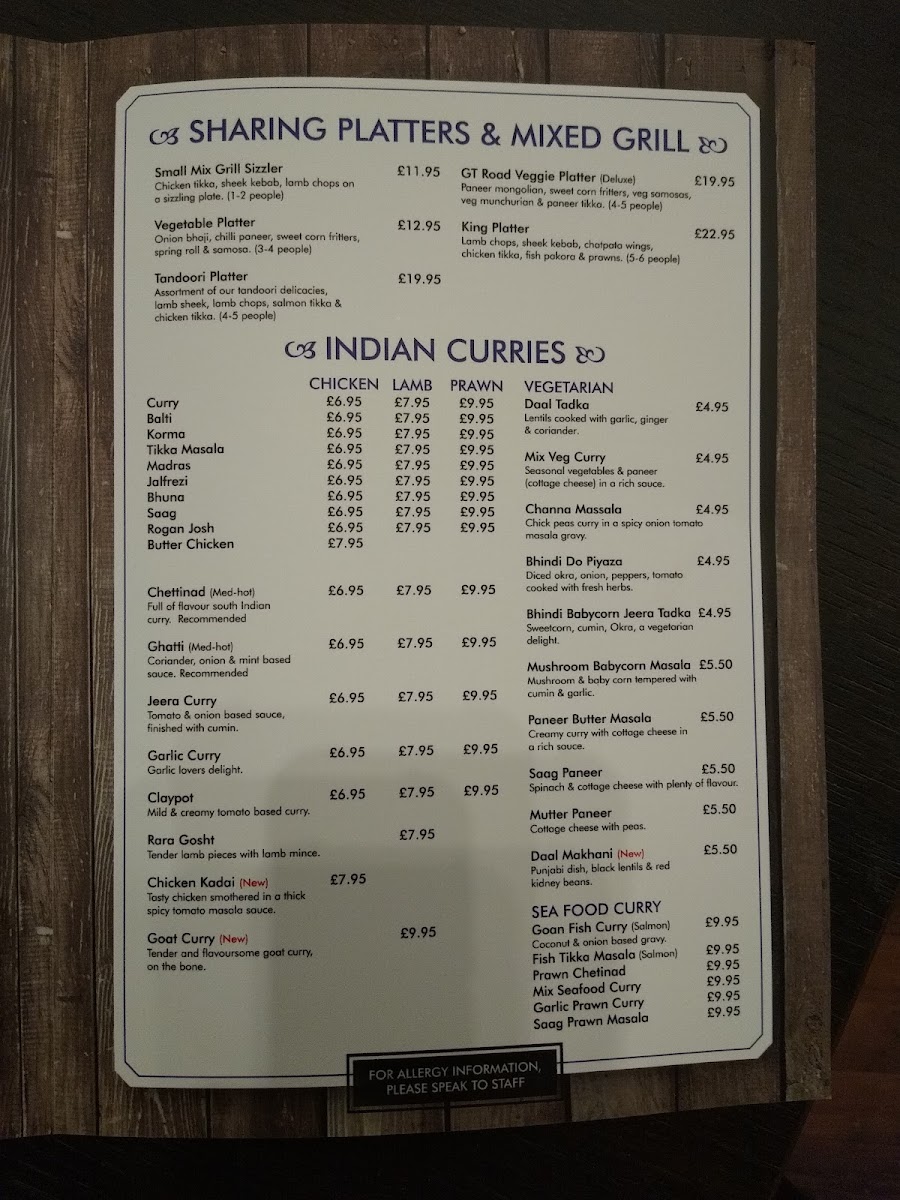 SHARING PLATTERS & MIXED GRILL
Small Mix Grill Sizzler £11.95
Chicken tikka, sheek kebab, lamb chops on
a sizzling plate. (1-2 people)
Vegetable Platter £12.95
Onion bhaji, chilli paneer, sweet corn fritters,
spring roll & samosa. (3-4 people)
Tandoori Platter £19.95
Assortment of our tandoori delicacies,
lamb sheek, lamb chops, salmon tikka &
chicken tikka. (4-5 people)
GT Road Veggie Platter (Deluxe) £19.95
Paneer mongolian, sweet corn fritters, veg samosas,
veg munchurian & paneer tikka. (4-5 people)
King Platter £22.95
Lamb chops, sheek kebab, chatpata wings,
chicken tikka, fish pakora & prawns. (5-6 people)
INDIAN CURRIES
CHICKEN LAMB PRAWN
Curry £6.95 £7.95 £9.95
Balti £6.95 £7.95 £9.95
Korma £6.95 £7.95 £9.95
Tikka Masala £6.95 £7.95 £9.95
Madras £6.95 £7.95 £9.95
Jalfrezi £6.95 £7.95 £9.95
Bhuna £6.95 £7.95 £9.95
Saag £6.95 £7.95 £9.95
Rogan Josh £6.95 £7.95 £9.95
Butter Chicken £7.95
Chettinad (Med-hot) £6.95 £7.95 £9.95
Full of flavour south Indian
curry. Recommended
Ghatti (Med-hot) £6.95 £7.95 £9.95
Coriander, onion & mint based
sauce. Recommended
Jeera Curry £6.95 £7.95 £9.95
Tomato & onion based sauce,
finished with cumin.
Garlic Curry £6.95 £7.95 £9.95
Garlic lovers delight.
Claypot £6.95 £7.95 £9.95
Mild & creamy tomato based curry.
Rara Gosht £7.95
Tender lamb pieces with lamb mince.
Chicken Kadai (New) £7.95
Tasty chicken smothered in a thick
spicy tomato masala sauce.
Goat Curry (New) £9.95
Tender and flavoursome goat curry,
on the bone.
VEGETARIAN
Daal Tadka £4.95
Lentils cooked with garlic, ginger
& coriander.
Mix Veg Curry £4.95
Seasonal vegetables & paneer
(cottage cheese) in a rich sauce.
Channa Massala £4.95
Chick peas curry in a spicy onion tomato
masala gravy.
Bhindi Do Piyaza £4.95
Diced okra, onion, peppers, tomato
cooked with fresh herbs.
Bhindi Babycorn Jeera Tadka £4.95
Sweetcorn, cumin, Okra, a vegetarian
delight.
Mushroom Babycorn Masala £5.50
Mushroom & baby corn tempered with
cumin & garlic.
Paneer Butter Masala £5.50
Creamy curry with cottage cheese in
a rich sauce.
Saag Paneer £5.50
Spinach & cottage cheese with plenty of flavour.
Mutter Paneer £5.50
Cottage cheese with peas.
Daal Makhani (New) £5.50
Punjabi dish, black lentils & red
kidney beans.
SEA FOOD CURRY
Goan Fish Curry (Salmon) £9.95
Coconut & onion based gravy.
Fish Tikka Masala (Salmon) £9.95
Prawn Chetinad £9.95
Mix Seafood Curry £9.95
Garlic Prawn Curry £9.95
Saag Prawn Masala £9.95
FOR ALLERGY INFORMATION,
PLEASE SPEAK TO STAFF